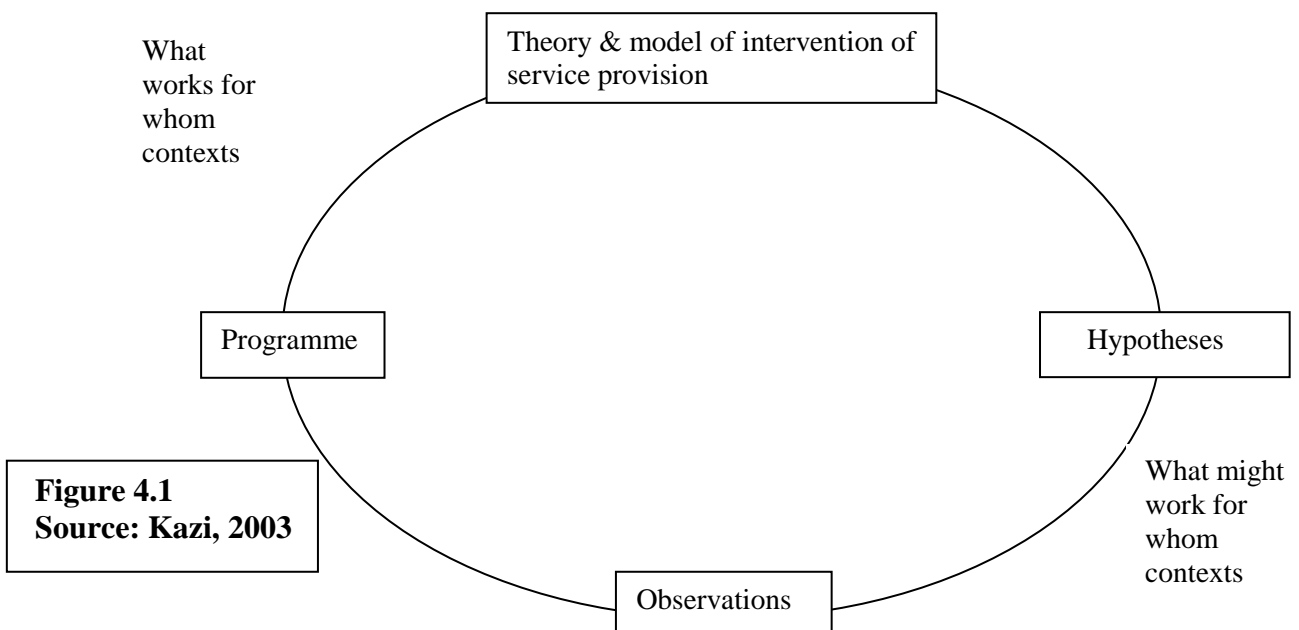 What
works for
whom
contexts
Theory & model of intervention of
service provision
Programme
Hypotheses
Figure 4.1
Source: Kazi, 2003
What might
work for
whom
contexts
Observations